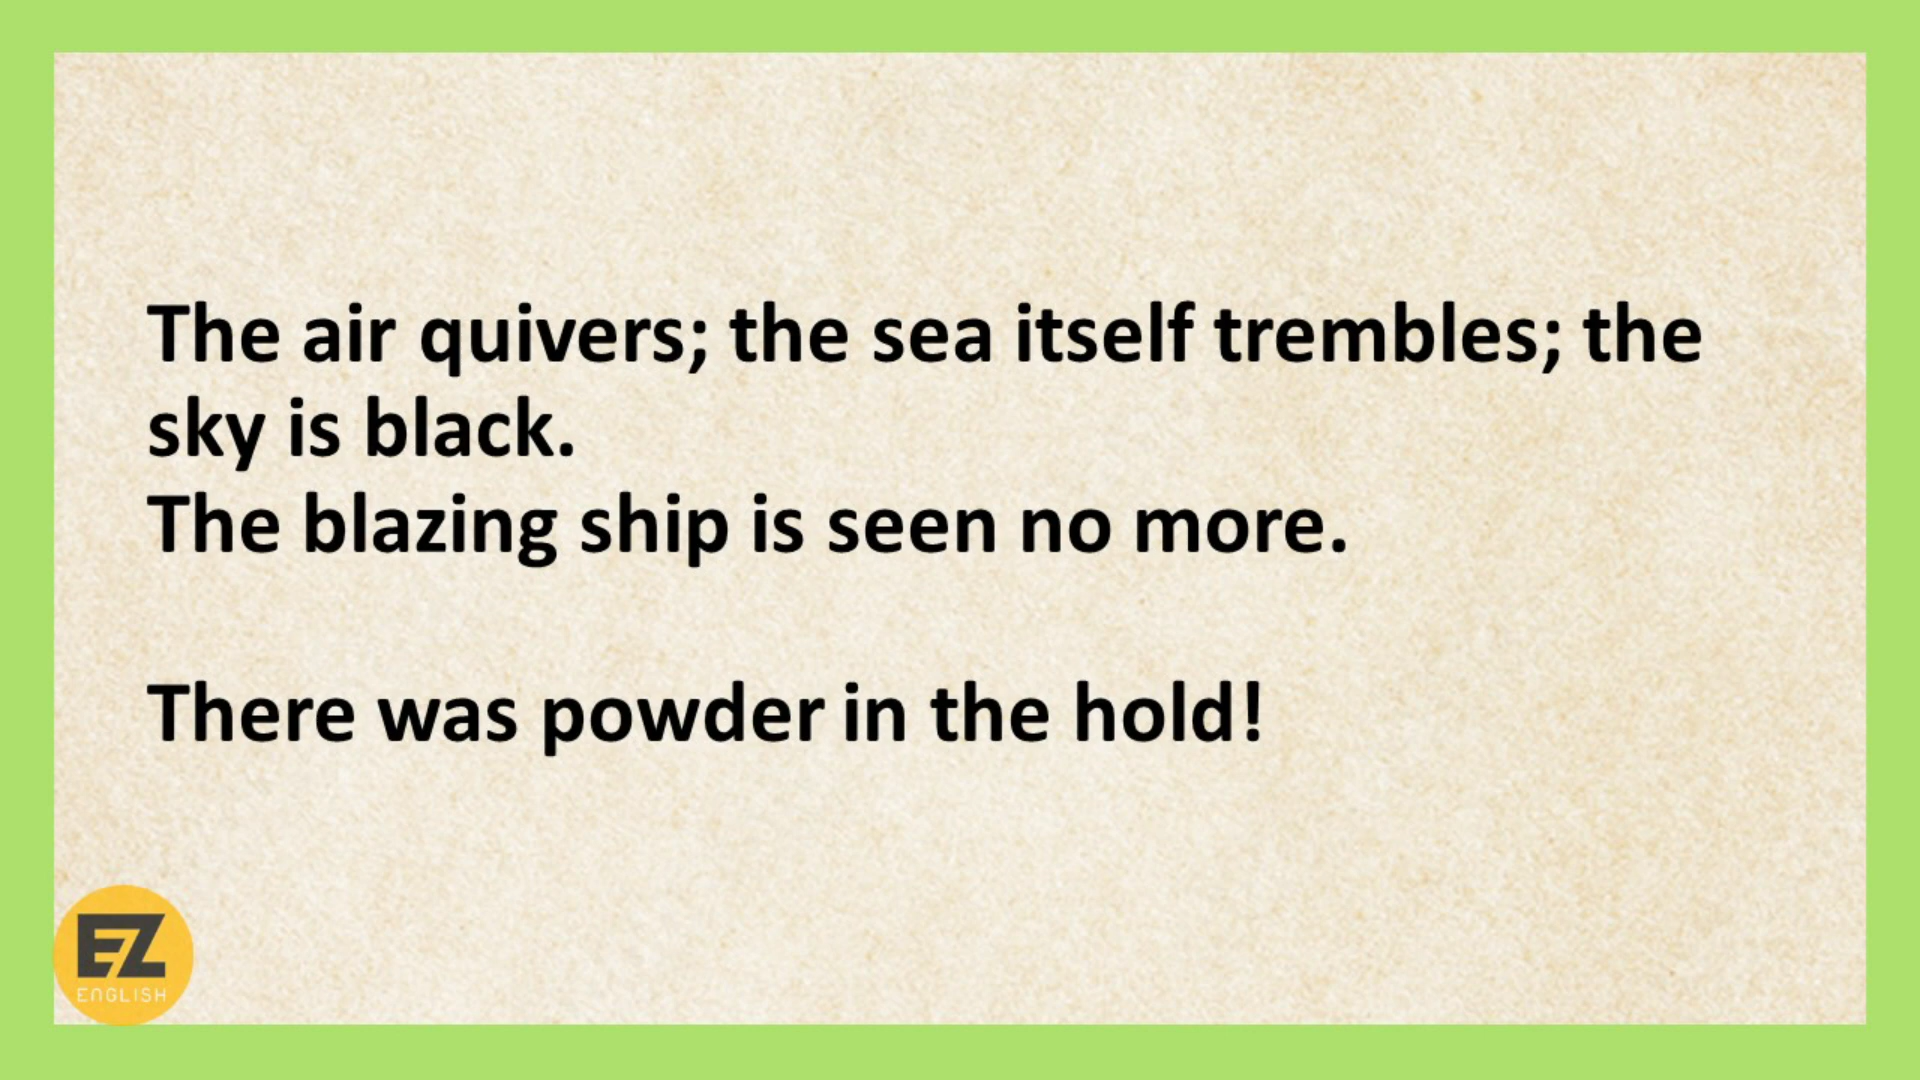 The air quivers; the sea itself trembles; the
sky is black.
The blazing ship is seen no more.
There was powder in the hold!
EZ
ENGLISH